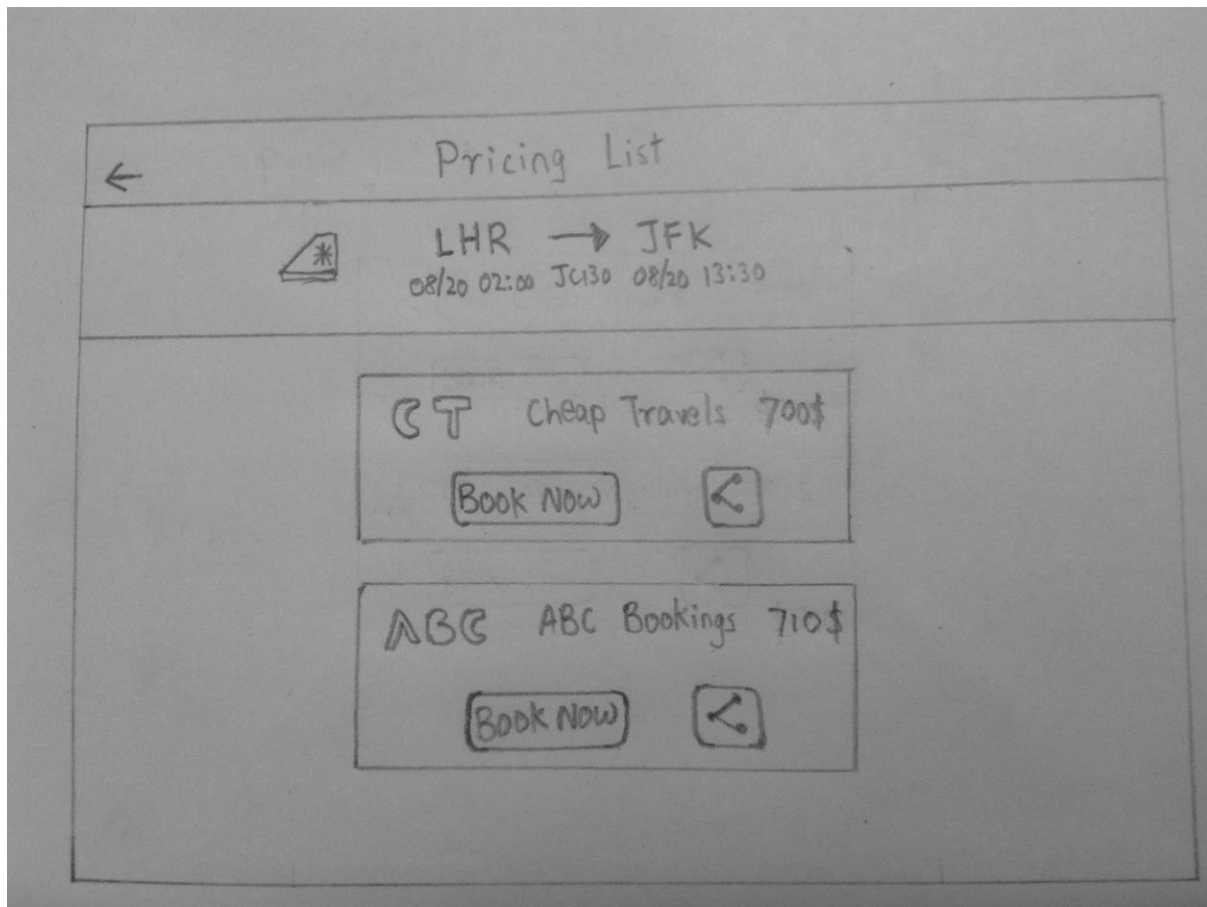 Pricing List
LHR → JFK
08/20 02:00 JC130 08/20 13:30
CT Cheap Travels 700$
Book Now
ABC ABC Bookings 710$
Book Now